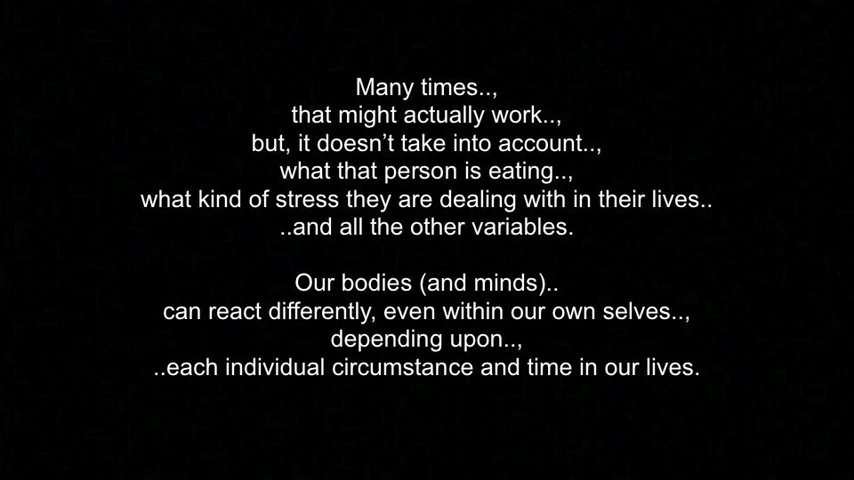 Many times..,
that might actually work..,
but, it doesn’t take into account..,
what that person is eating..,
what kind of stress they are dealing with in their lives..
..and all the other variables.
Our bodies (and minds)..
can react differently, even within our own selves..,
depending upon..,
..each individual circumstance and time in our lives.